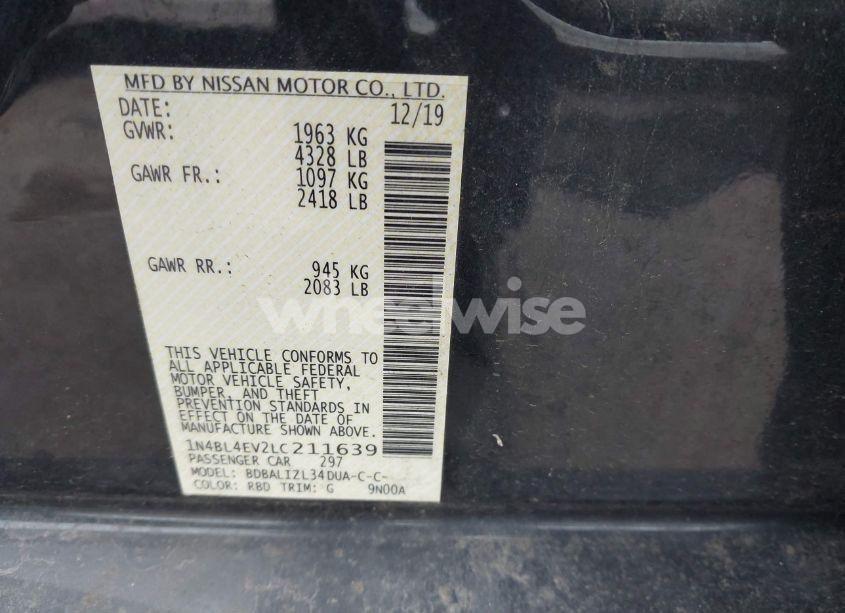 MFD BY NISSAN MOTOR CO., LTD.
DATE: 12/19
GVWR: 1963 KG
4328 LB
GAWR FR.: 1097 KG
2418 LB
GAWR RR.: 945 KG
2083 LB
wheelwise
THIS VEHICLE CONFORMS TO
ALL APPLICABLE FEDERAL
MOTOR VEHICLE SAFETY,
BUMPER, AND THEFT
PREVENTION STANDARDS IN
EFFECT ON THE DATE OF
MANUFACTURE SHOWN ABOVE.
1N4BL4EV2LC211639
PASSENGER CAR 297
MODEL: BDBALIZL34DUA-C-C-
COLOR: RBD TRIM: G 9N00A